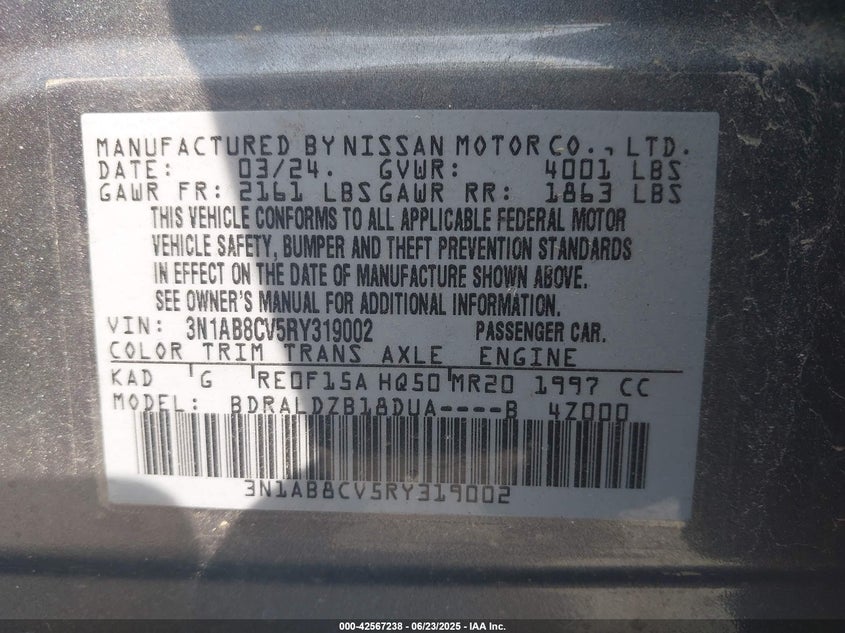 MANUFACTURED BY NISSAN MOTOR CO., LTD.
DATE: 03/24. GVWR: 4001 LBS
GAWR FR: 2161 LBS GAWR RR: 1863 LBS
THIS VEHICLE CONFORMS TO ALL APPLICABLE FEDERAL MOTOR
VEHICLE SAFETY, BUMPER AND THEFT PREVENTION STANDARDS
IN EFFECT ON THE DATE OF MANUFACTURE SHOWN ABOVE.
SEE OWNER'S MANUAL FOR ADDITIONAL INFORMATION.
VIN: 3N1AB8CV5RY319002 PASSENGER CAR.
COLOR TRIM TRANS AXLE ENGINE
KAD G RE0F15A HQ50 MR20 1997 CC
MODEL: BDRALDZB18DUA----B 4Z000
3N1AB8CV5RY319002
000-42567238 - 06/23/2025 - IAA Inc.